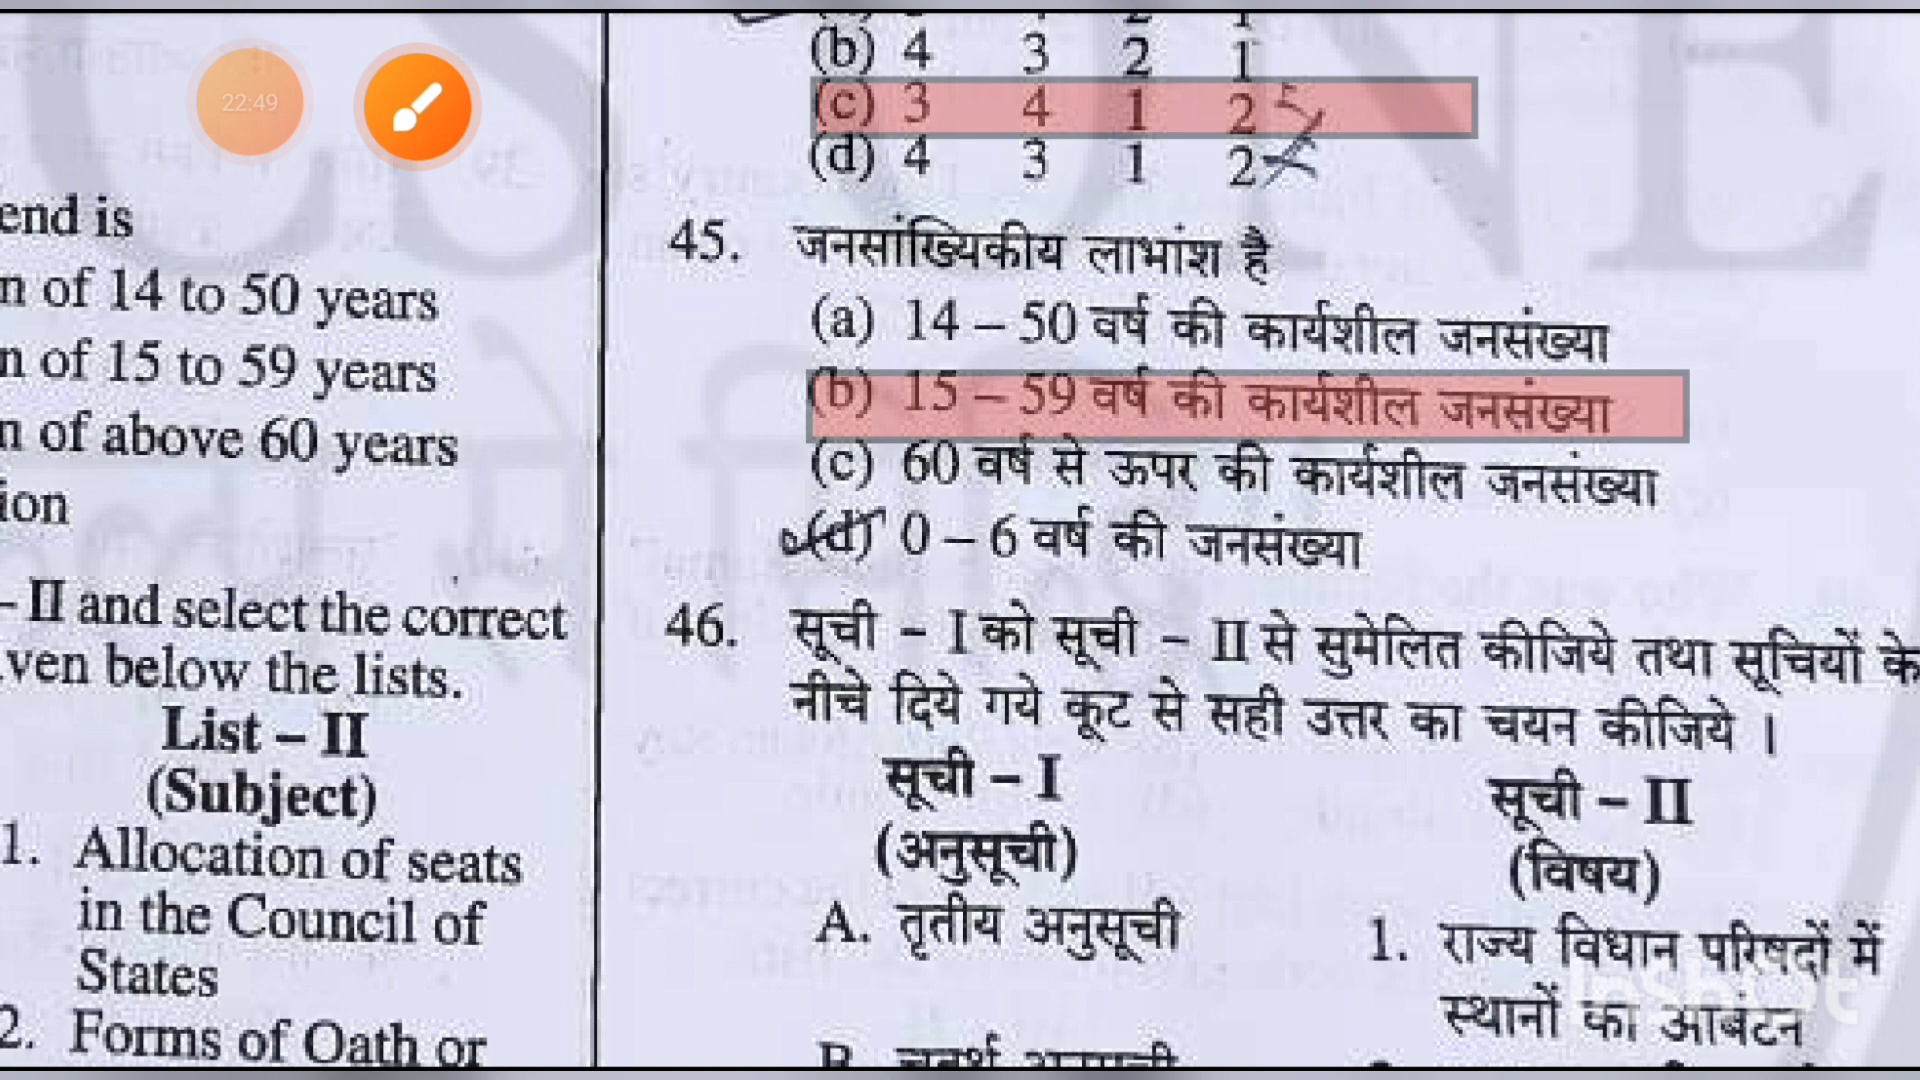 22:49
end is
n of 14 to 50 years
n of 15 to 59 years
n of above 60 years
ion
– II and select the correct
ven below the lists.
List – II
(Subject)
1. Allocation of seats
in the Council of
States
2. Forms of Oath or
(b) 4 3 2 1
(c) 3 4 1 2
(d) 4 3 1 2
45. जनसांख्यिकीय लाभांश है
(a) 14 – 50 वर्ष की कार्यशील जनसंख्या
(b) 15 – 59 वर्ष की कार्यशील जनसंख्या
(c) 60 वर्ष से ऊपर की कार्यशील जनसंख्या
(d) 0 – 6 वर्ष की जनसंख्या
46. सूची – I को सूची – II से सुमेलित कीजिये तथा सूचियों के
नीचे दिये गये कूट से सही उत्तर का चयन कीजिये ।
सूची – I
सूची – II
(अनुसूची)
(विषय)
A. तृतीय अनुसूची
1. राज्य विधान परिषदों में
स्थानों का आबंटन
InShot